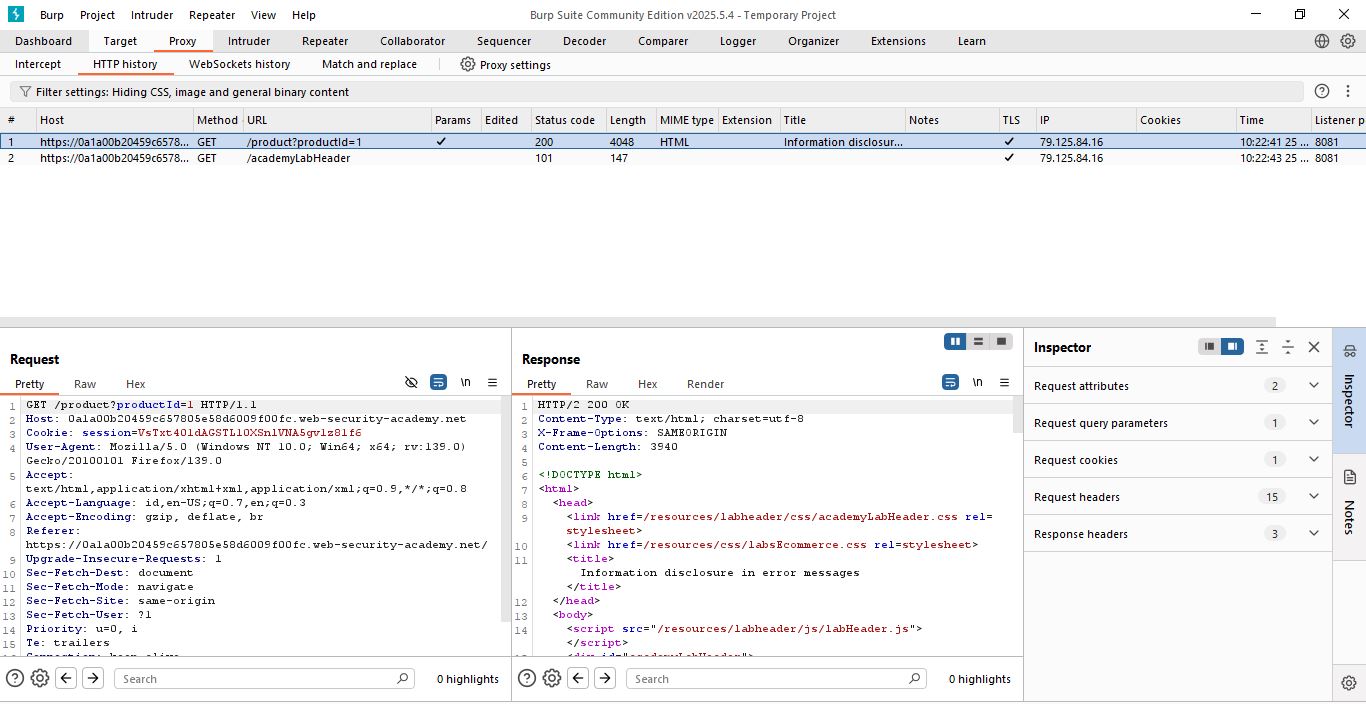 Burp Project Intruder Repeater View Help Burp Suite Community Edition v2025.5.4 - Temporary Project
Dashboard Target Proxy Intruder Repeater Collaborator Sequencer Decoder Comparer Logger Organizer Extensions Learn
Intercept HTTP history WebSockets history Match and replace Proxy settings
Filter settings: Hiding CSS, image and general binary content
# Host Method URL Params Edited Status code Length MIME type Extension Title Notes TLS IP Cookies Time Listener p
1 https://0a1a00b20459c6578... GET /product?productId=1 ✓ 200 4048 HTML Information disclosur... ✓ 79.125.84.16 10:22:41 25 ... 8081
2 https://0a1a00b20459c6578... GET /academyLabHeader 101 147 ✓ 79.125.84.16 10:22:43 25 ... 8081
Request
Pretty Raw Hex \n
1 GET /product?productId=1 HTTP/1.1
2 Host: 0a1a00b20459c657805e58d6009f00fc.web-security-academy.net
3 Cookie: session=VsTxt401dAGSTL10XSnlVNA5gvlz81f6
4 User-Agent: Mozilla/5.0 (Windows NT 10.0; Win64; x64; rv:139.0)
Gecko/20100101 Firefox/139.0
5 Accept:
text/html,application/xhtml+xml,application/xml;q=0.9,*/*;q=0.8
6 Accept-Language: id,en-US;q=0.7,en;q=0.3
7 Accept-Encoding: gzip, deflate, br
8 Referer:
https://0a1a00b20459c657805e58d6009f00fc.web-security-academy.net/
9 Upgrade-Insecure-Requests: 1
10 Sec-Fetch-Dest: document
11 Sec-Fetch-Mode: navigate
12 Sec-Fetch-Site: same-origin
13 Sec-Fetch-User: ?1
14 Priority: u=0, i
15 Te: trailers
Search 0 highlights
Response
Pretty Raw Hex Render \n
1 HTTP/2 200 OK
2 Content-Type: text/html; charset=utf-8
3 X-Frame-Options: SAMEORIGIN
4 Content-Length: 3940
5
6 <!DOCTYPE html>
7 <html>
8 <head>
9 <link href=/resources/labheader/css/academyLabHeader.css rel=
stylesheet>
10 <link href=/resources/css/labsEcommerce.css rel=stylesheet>
11 <title>
Information disclosure in error messages
</title>
12 </head>
13 <body>
14 <script src="/resources/labheader/js/labHeader.js">
</script>
<div id="academyLabHeader">
Search 0 highlights
Inspector
Request attributes 2
Request query parameters 1
Request cookies 1
Request headers 15
Response headers 3
Inspector
Notes